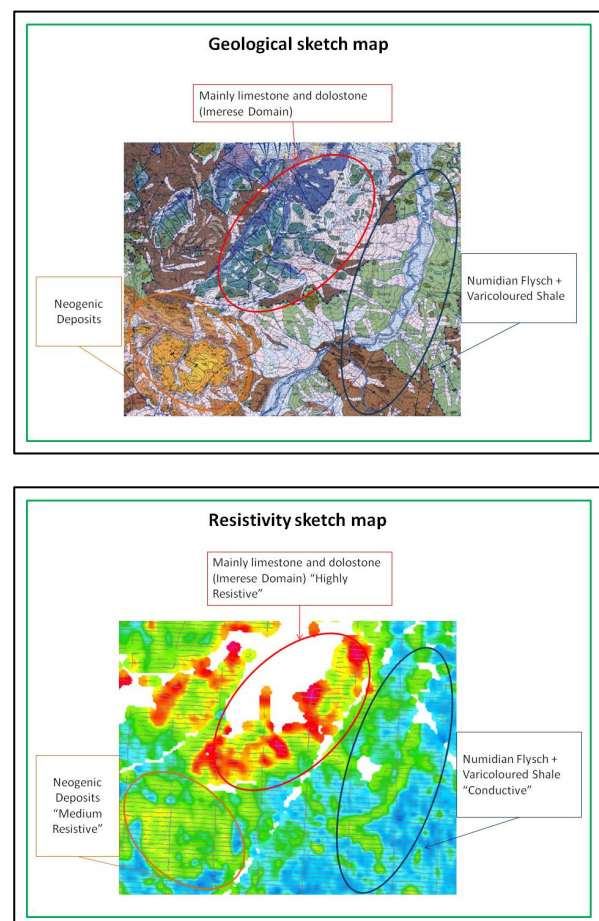 Geological sketch map
Mainly limestone and dolostone
(Imerese Domain)
Neogenic
Deposits
Numidian Flysch +
Varicoloured Shale
Resistivity sketch map
Mainly limestone and dolostone
(Imerese Domain) “Highly
Resistive”
Neogenic
Deposits
“Medium
Resistive”
Numidian Flysch +
Varicoloured Shale
“Conductive”